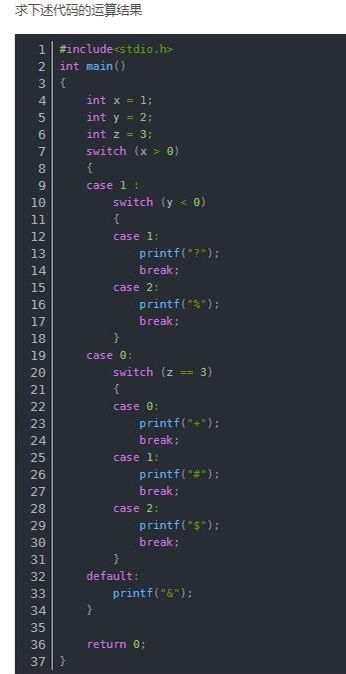 求下述代码的运算结果
1 #include<stdio.h>
2 int main()
3 {
4     int x = 1;
5     int y = 2;
6     int z = 3;
7     switch (x > 0)
8     {
9     case 1 :
10         switch (y < 0)
11         {
12         case 1:
13             printf("?");
14             break;
15         case 2:
16             printf("%");
17             break;
18         }
19     case 0:
20         switch (z == 3)
21         {
22         case 0:
23             printf("+");
24             break;
25         case 1:
26             printf("#");
27             break;
28         case 2:
29             printf("$");
30             break;
31         }
32     default:
33         printf("&");
34     }
35
36     return 0;
37 }